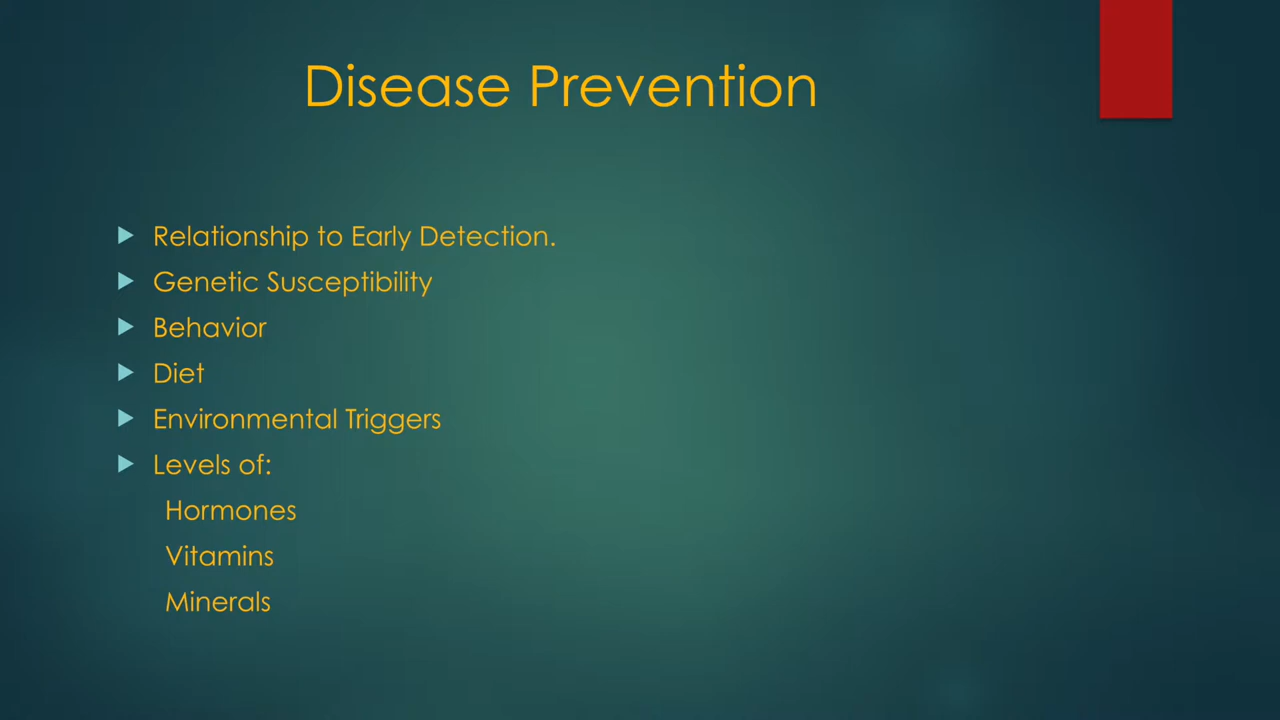 Disease Prevention
Relationship to Early Detection.
Genetic Susceptibility
Behavior
Diet
Environmental Triggers
Levels of:
Hormones
Vitamins
Minerals